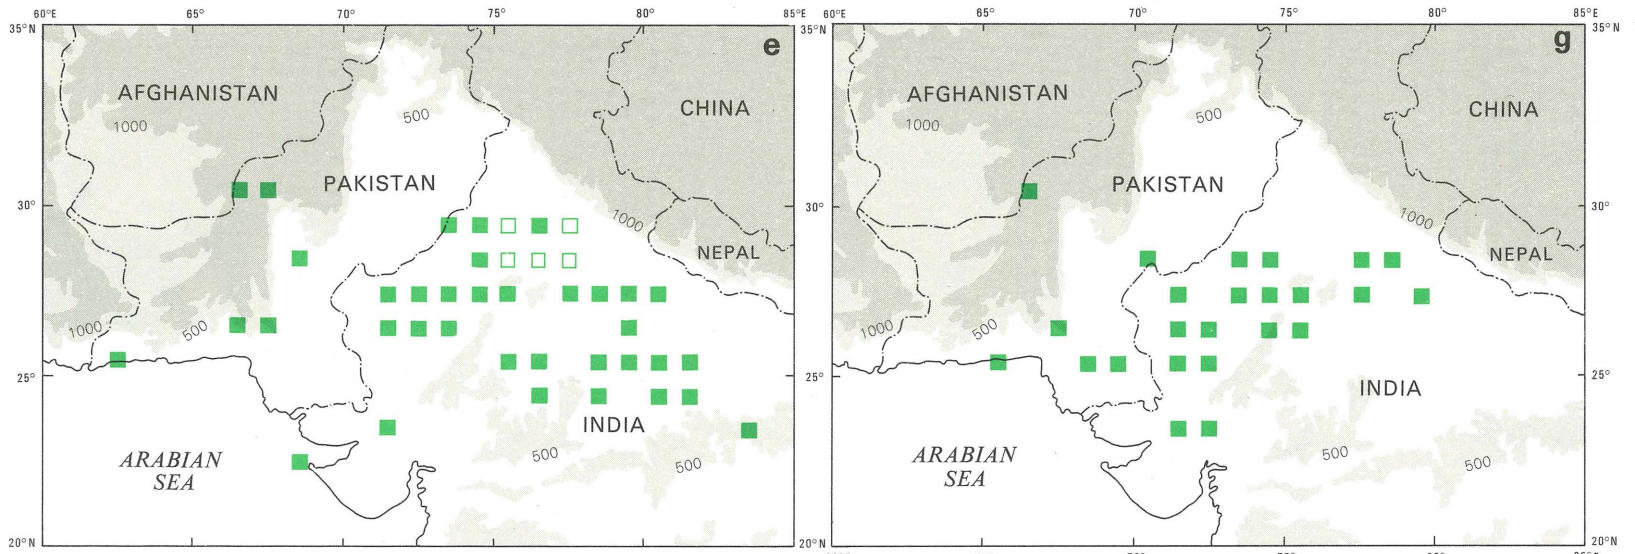 60°E 70° 75° 80° 85°E
35°N
e
AFGHANISTAN
1000
500
CHINA
PAKISTAN
30°
1000
NEPAL
1000
500
25°
INDIA
ARABIAN
SEA
500
500
20°N
60°E 65° 70° 75° 80° 85°E
35°N 35°N
g
AFGHANISTAN
1000
500
CHINA
PAKISTAN
30° 30°
1000
NEPAL
1000
500
25° 25°
INDIA
ARABIAN
SEA
500
500
20°N 20°N